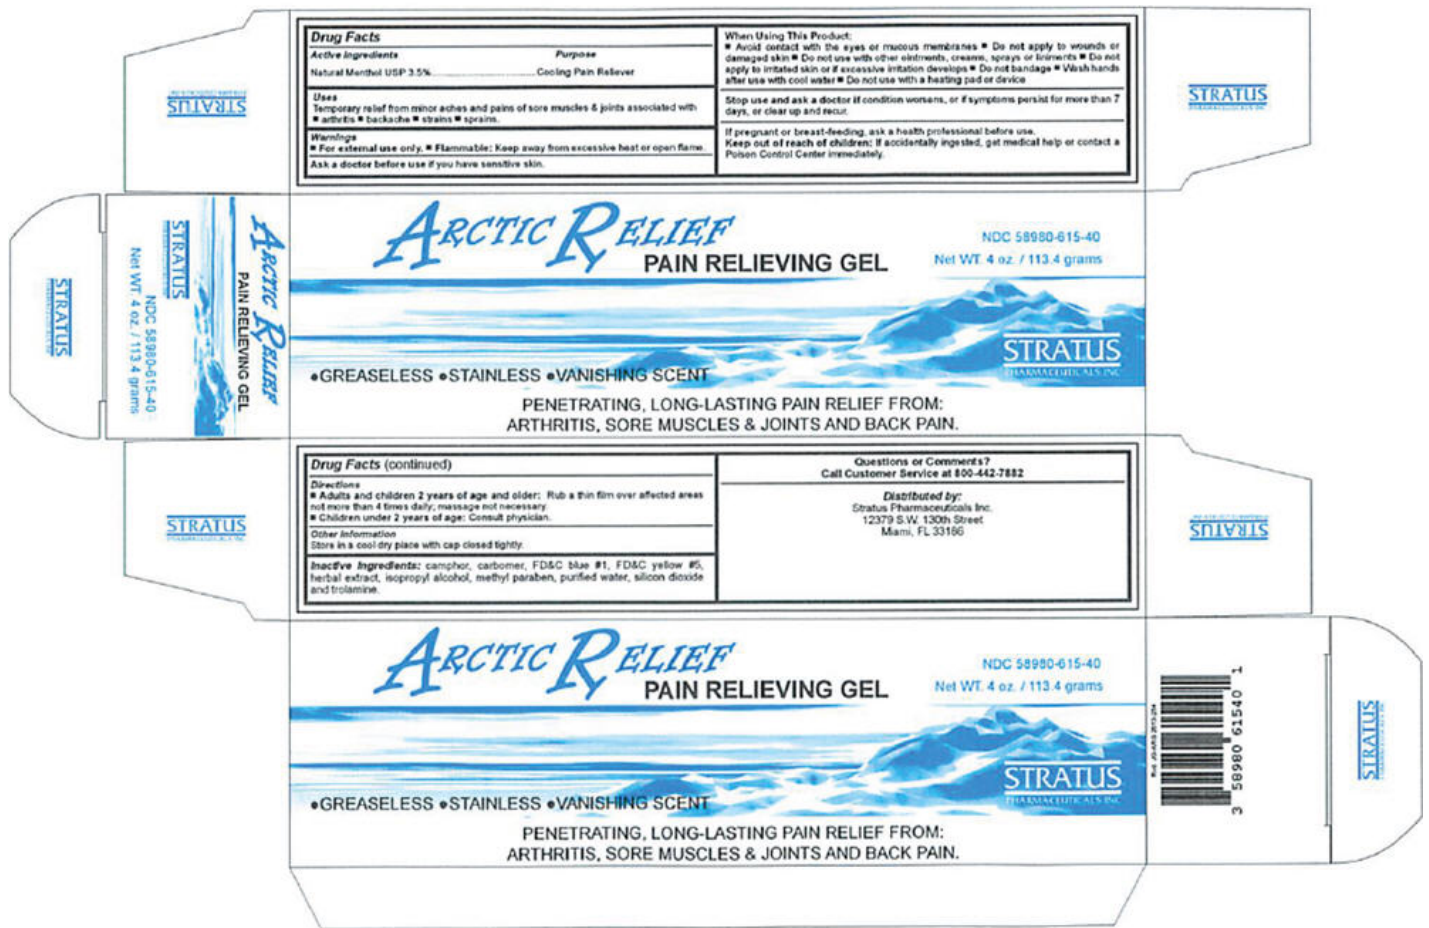 Drug Facts
Active Ingredients Purpose
Natural Menthol USP 3.5%..............................Cooling Pain Reliever
Uses
Temporary relief from minor aches and pains of sore muscles & joints associated with
■ arthritis ■ backache ■ strains ■ sprains.
Warnings
■ For external use only. ■ Flammable: Keep away from excessive heat or open flame.
Ask a doctor before use if you have sensitive skin.
When Using This Product:
■ Avoid contact with the eyes or mucous membranes ■ Do not apply to wounds or
damaged skin ■ Do not use with other ointments, creams, sprays or liniments ■ Do not
apply to irritated skin or if excessive irritation develops ■ Do not bandage ■ Wash hands
after use with cool water ■ Do not use with a heating pad or device
Stop use and ask a doctor if condition worsens, or if symptoms persist for more than 7
days, or clear up and recur.
If pregnant or breast-feeding, ask a health professional before use.
Keep out of reach of children: If accidentally ingested, get medical help or contact a
Poison Control Center immediately.
STRATUS
STRATUS
STRATUS
ARCTIC RELIEF
PAIN RELIEVING GEL
STRATUS
NDC 58980-615-40
Net WT. 4 oz. / 113.4 grams
ARCTIC RELIEF
PAIN RELIEVING GEL
NDC 58980-615-40
Net WT. 4 oz. / 113.4 grams
STRATUS
PHARMACEUTICALS INC
●GREASELESS ●STAINLESS ●VANISHING SCENT
PENETRATING, LONG-LASTING PAIN RELIEF FROM:
ARTHRITIS, SORE MUSCLES & JOINTS AND BACK PAIN.
STRATUS
Drug Facts (continued)
Directions
■ Adults and children 2 years of age and older: Rub a thin film over affected areas
not more than 4 times daily; massage not necessary.
■ Children under 2 years of age: Consult physician.
Other Information
Store in a cool dry place with cap closed tightly.
Inactive Ingredients: camphor, carbomer, FD&C blue #1, FD&C yellow #5,
herbal extract, isopropyl alcohol, methyl paraben, purified water, silicon dioxide
and trolamine.
Questions or Comments?
Call Customer Service at 800-442-7882
Distributed by:
Stratus Pharmaceuticals Inc.
12379 S.W. 130th Street
Miami, FL 33186
STRATUS
ARCTIC RELIEF
PAIN RELIEVING GEL
NDC 58980-615-40
Net WT. 4 oz. / 113.4 grams
STRATUS
PHARMACEUTICALS INC
●GREASELESS ●STAINLESS ●VANISHING SCENT
PENETRATING, LONG-LASTING PAIN RELIEF FROM:
ARTHRITIS, SORE MUSCLES & JOINTS AND BACK PAIN.
3 58980 61540 1
STRATUS